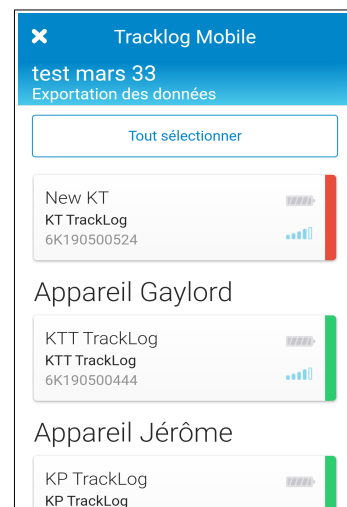 Tracklog Mobile
test mars 33
Exportation des données
Tout sélectionner
New KT
KT TrackLog
6K190500524
Appareil Gaylord
KTT TrackLog
KTT TrackLog
6K190500444
Appareil Jérôme
KP TrackLog
KP TrackLog